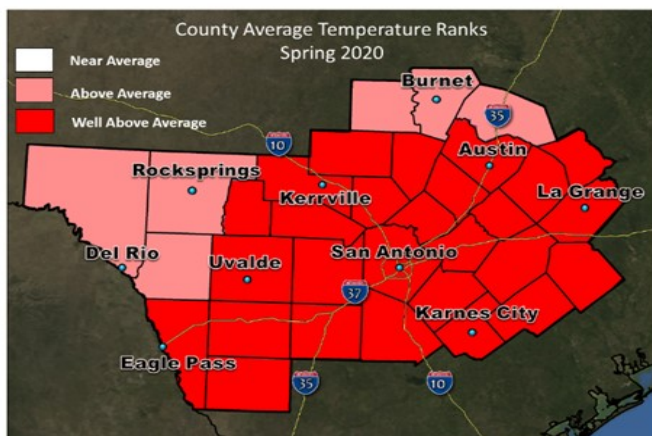 County Average Temperature Ranks
Spring 2020
Near Average
Above Average
Well Above Average
Burnet
35
10
Austin
Rocksprings
Kerrville
La Grange
Del Rio
Uvalde
San Antonio
37
Karnes City
Eagle Pass
35
10